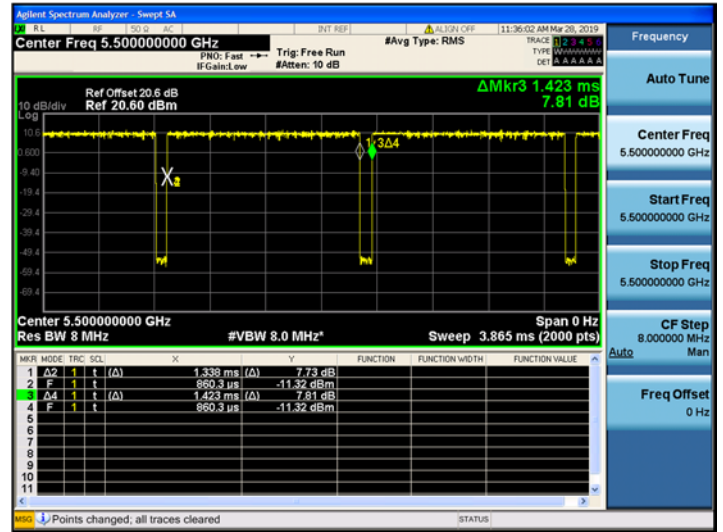 Agilent Spectrum Analyzer - Swept SA
RL RF 50 Ω AC INT REF ALIGN OFF 11:36:02 AM Mar 28, 2019
Center Freq 5.500000000 GHz
PNO: Fast
IFGain:Low
Trig: Free Run
#Atten: 10 dB
#Avg Type: RMS
TRACE 1 2 3 4 5 6
TYPE
DET A A A A A A
Ref Offset 20.6 dB
Ref 20.60 dBm
10 dB/div
Log
ΔMkr3 1.423 ms
7.81 dB
10.6
0.600
-9.40
-19.4
-29.4
-39.4
-49.4
-59.4
-69.4
3Δ4
Center 5.500000000 GHz Span 0 Hz
Res BW 8 MHz #VBW 8.0 MHz* Sweep 3.865 ms (2000 pts)
MKR MODE TRC SCL X Y FUNCTION FUNCTION WIDTH FUNCTION VALUE
1 Δ2 1 t (Δ) 1.338 ms (Δ) 7.73 dB
2 F 1 t 860.3 µs -11.32 dBm
3 Δ4 1 t (Δ) 1.423 ms (Δ) 7.81 dB
4 F 1 t 860.3 µs -11.32 dBm
5
6
7
8
9
10
11
MSG Points changed; all traces cleared STATUS
Frequency
Auto Tune
Center Freq
5.500000000 GHz
Start Freq
5.500000000 GHz
Stop Freq
5.500000000 GHz
CF Step
8.000000 MHz
Auto Man
Freq Offset
0 Hz